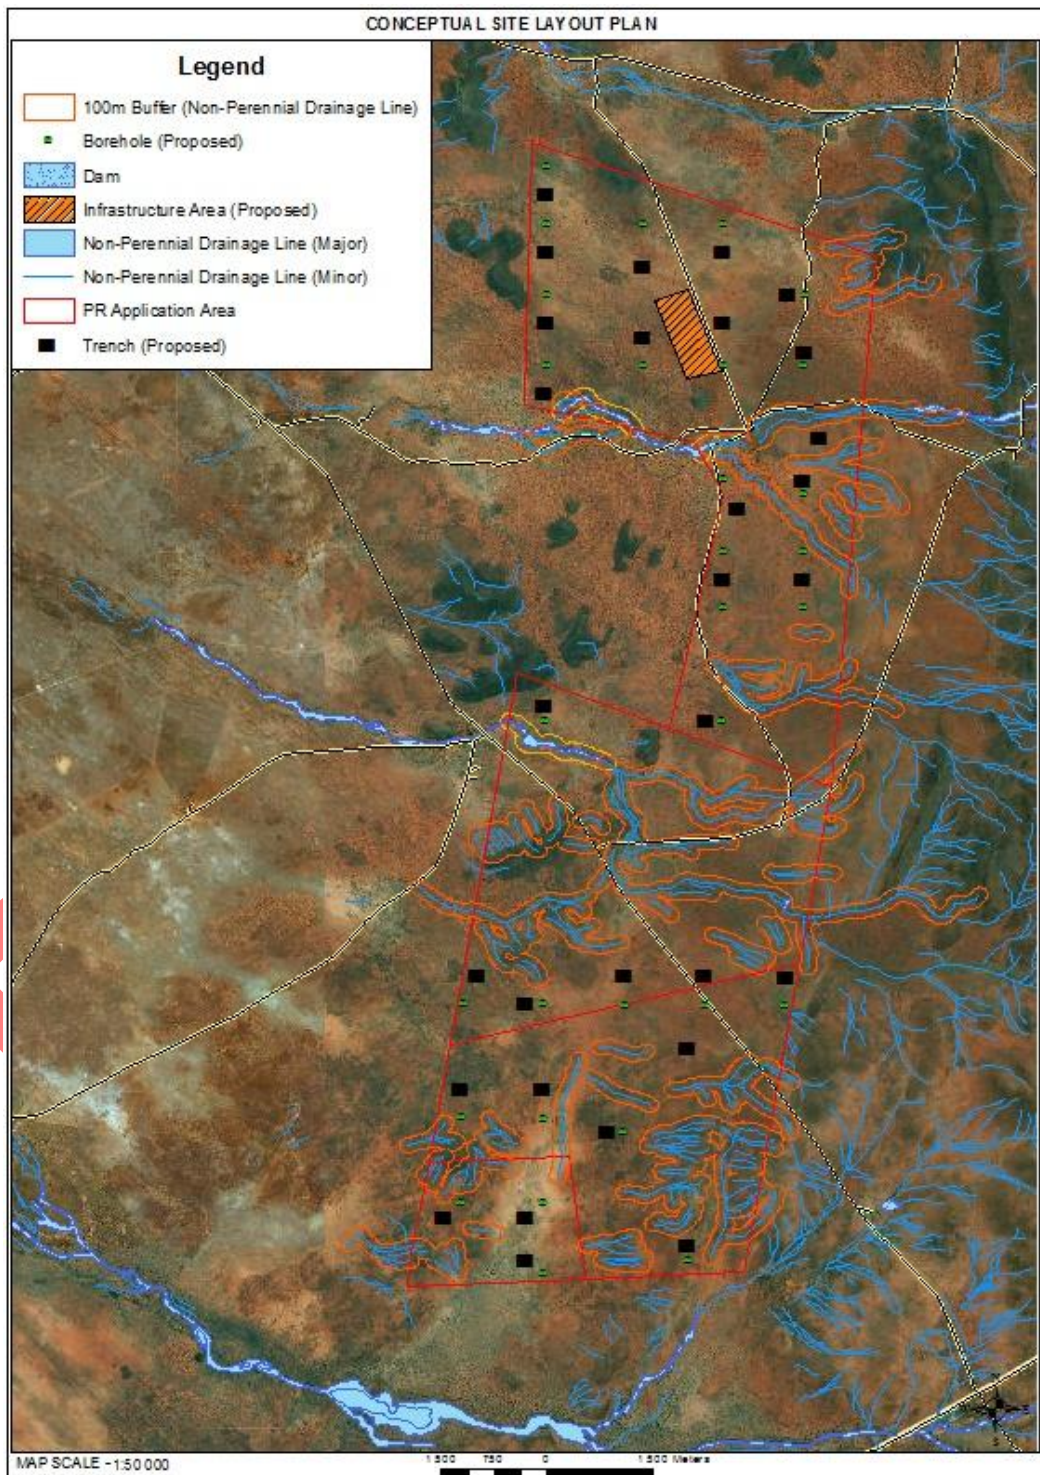 CONCEPTUAL SITE LAYOUT PLAN
Legend
100m Buffer (Non-Perennial Drainage Line)
Borehole (Proposed)
Dam
Infrastructure Area (Proposed)
Non-Perennial Drainage Line (Major)
Non-Perennial Drainage Line (Minor)
PR Application Area
Trench (Proposed)
MAP SCALE - 1:50 000
1 500 750 0 1 500 Meters